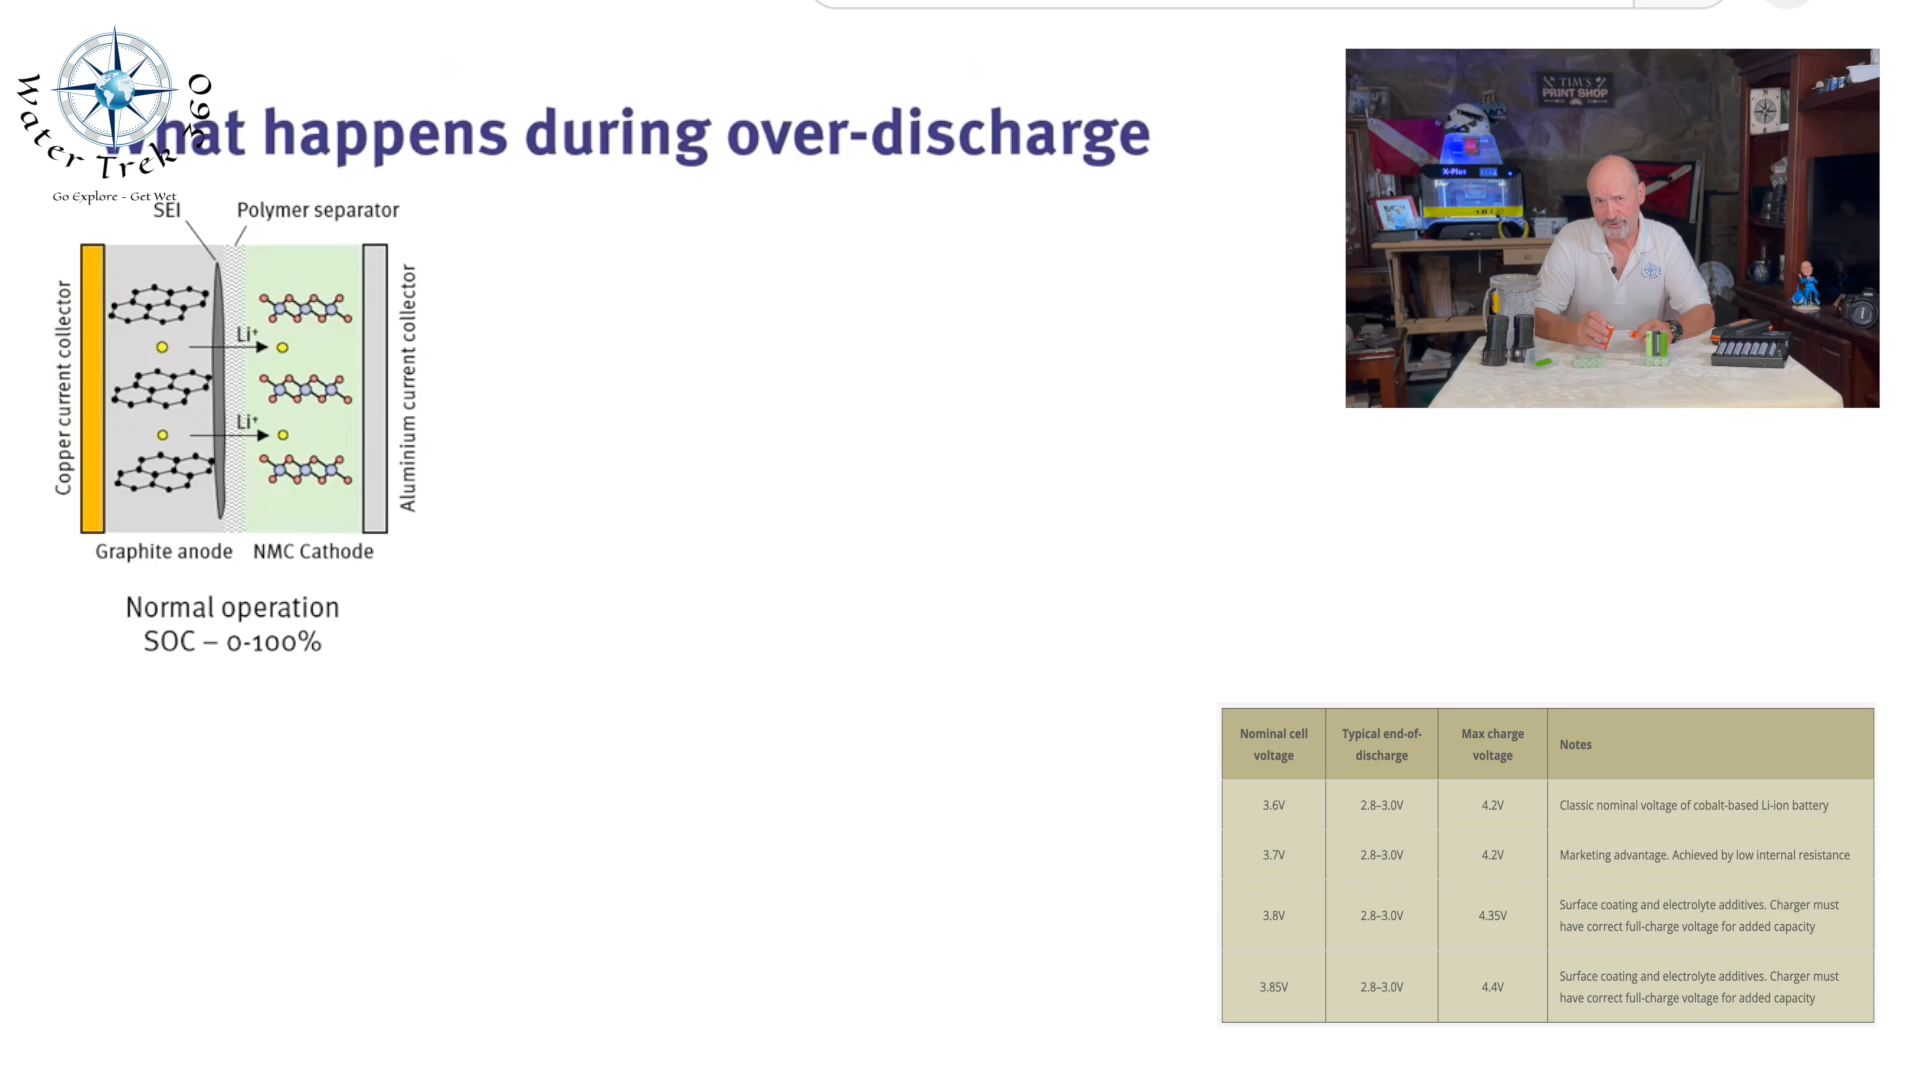 Water Trek 360
Go Explore - Get Wet
What happens during over-discharge
SEI
Polymer separator
Copper current collector
Li⁺
Li⁺
Aluminium current collector
Graphite anode
NMC Cathode
Normal operation
SOC – 0-100%
TIM'S
PRINT SHOP
X-Plus
Nominal cell
voltage
Typical end-of-
discharge
Max charge
voltage
Notes
3.6V
2.8–3.0V
4.2V
Classic nominal voltage of cobalt-based Li-ion battery
3.7V
2.8–3.0V
4.2V
Marketing advantage. Achieved by low internal resistance
3.8V
2.8–3.0V
4.35V
Surface coating and electrolyte additives. Charger must
have correct full-charge voltage for added capacity
3.85V
2.8–3.0V
4.4V
Surface coating and electrolyte additives. Charger must
have correct full-charge voltage for added capacity